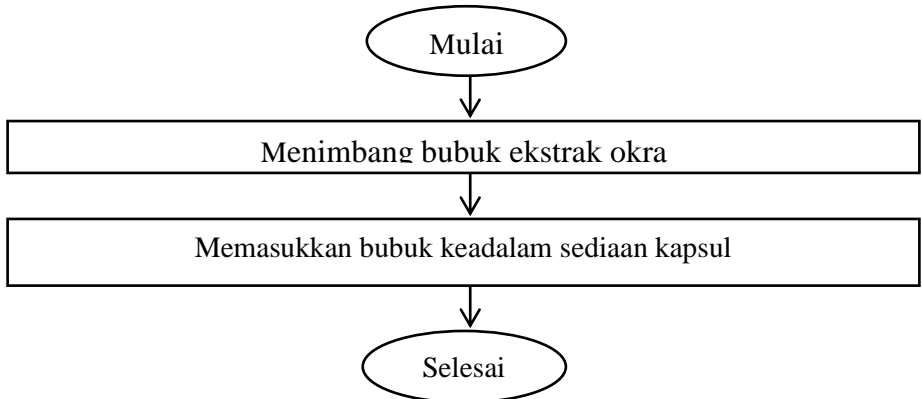 Mulai
Menimbang bubuk ekstrak okra
Memasukkan bubuk keadalam sediaan kapsul
Selesai